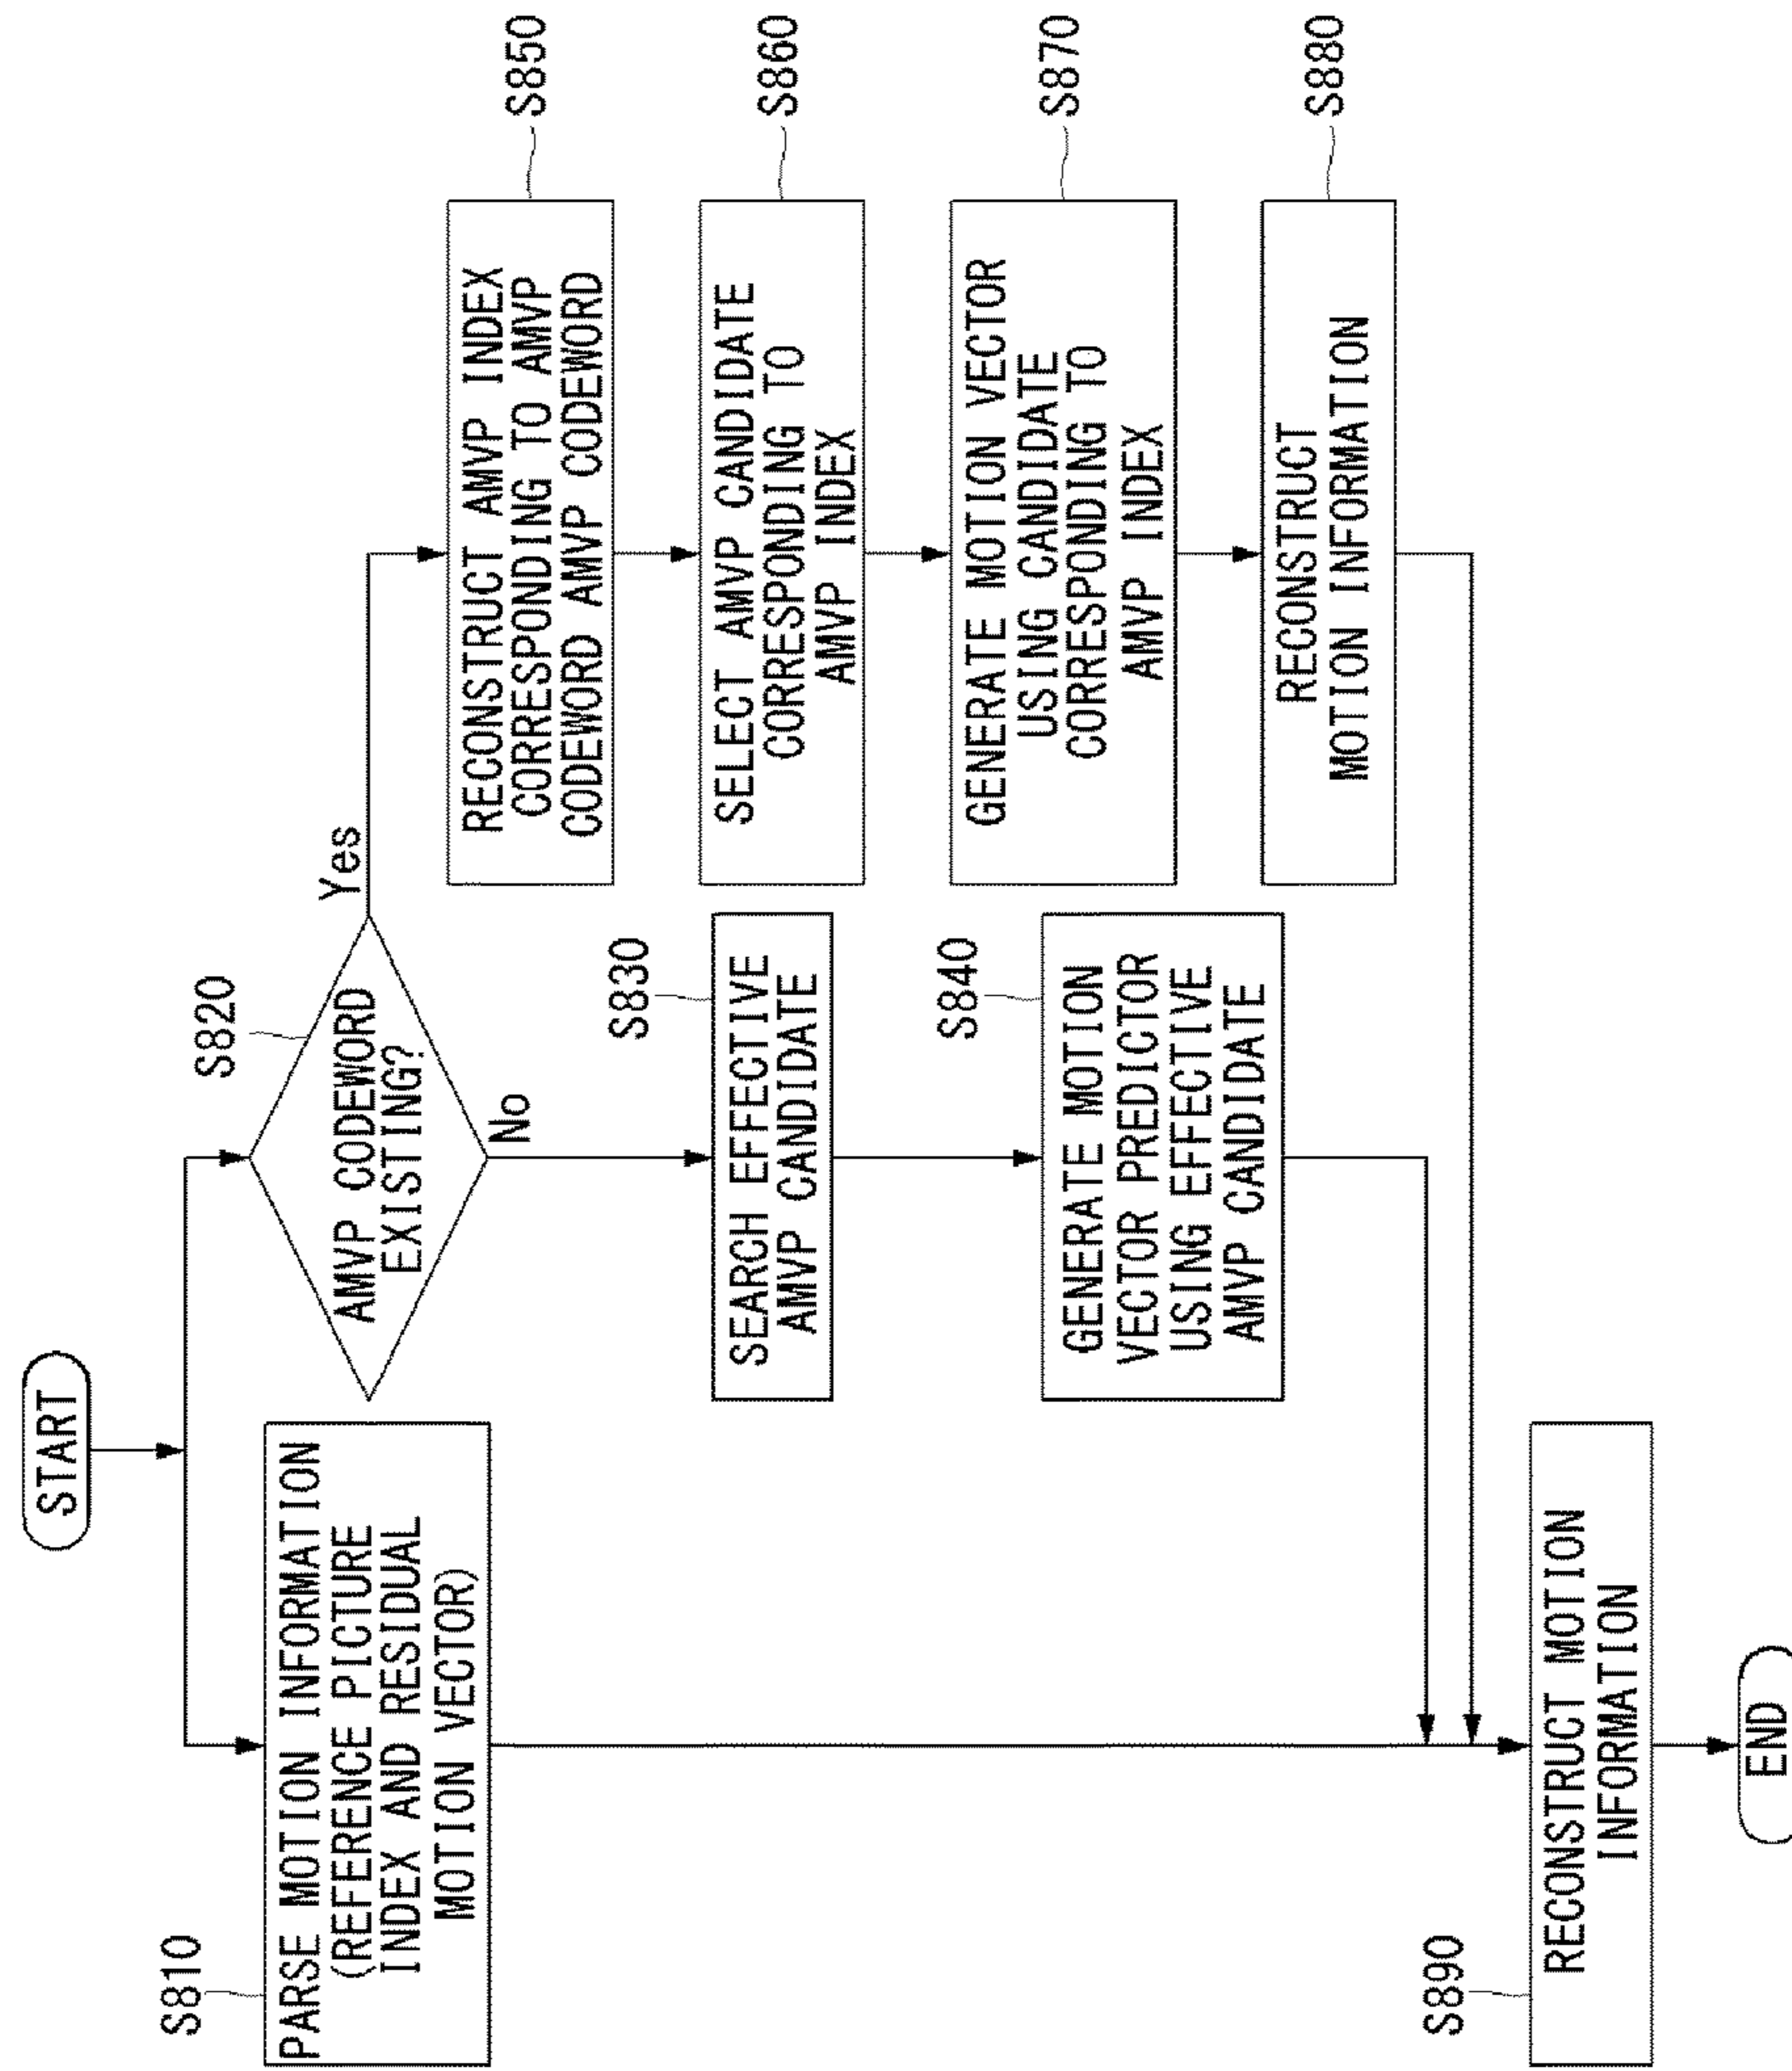 START
S810
PARSE MOTION INFORMATION
(REFERENCE PICTURE
INDEX AND RESIDUAL
MOTION VECTOR)
S820
AMVP CODEWORD
EXISTING?
Yes
No
S830
SEARCH EFFECTIVE
AMVP CANDIDATE
S840
GENERATE MOTION
VECTOR PREDICTOR
USING EFFECTIVE
AMVP CANDIDATE
RECONSTRUCT AMVP INDEX
CORRESPONDING TO AMVP
CODEWORD AMVP CODEWORD
S850
SELECT AMVP CANDIDATE
CORRESPONDING TO
AMVP INDEX
S860
GENERATE MOTION VECTOR
USING CANDIDATE
CORRESPONDING TO
AMVP INDEX
S870
RECONSTRUCT
MOTION INFORMATION
S880
S890
RECONSTRUCT MOTION
INFORMATION
END